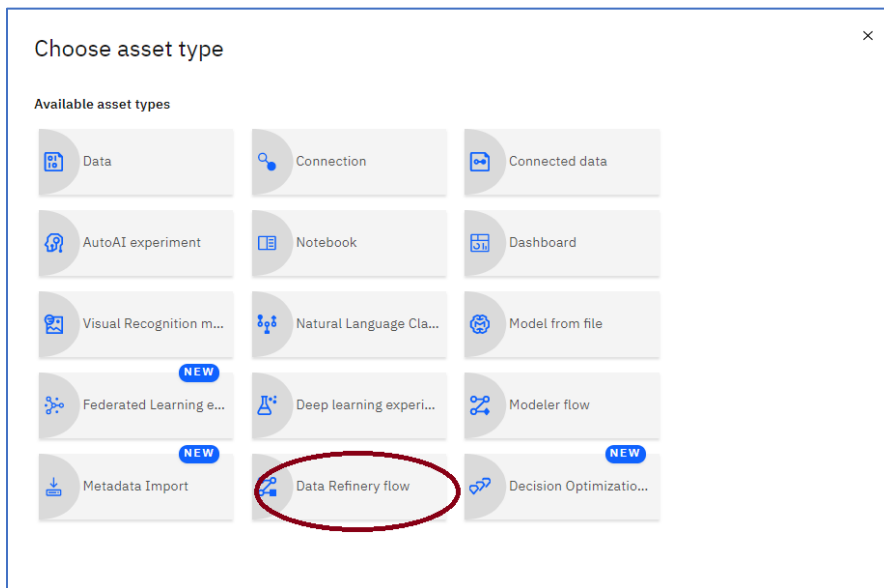 Choose asset type
Available asset types
Data
Connection
Connected data
AutoAI experiment
Notebook
Dashboard
Visual Recognition m...
Natural Language Cla...
Model from file
NEW
Federated Learning e...
Deep learning experi...
Modeler flow
NEW
NEW
Metadata Import
Data Refinery flow
Decision Optimizatio...